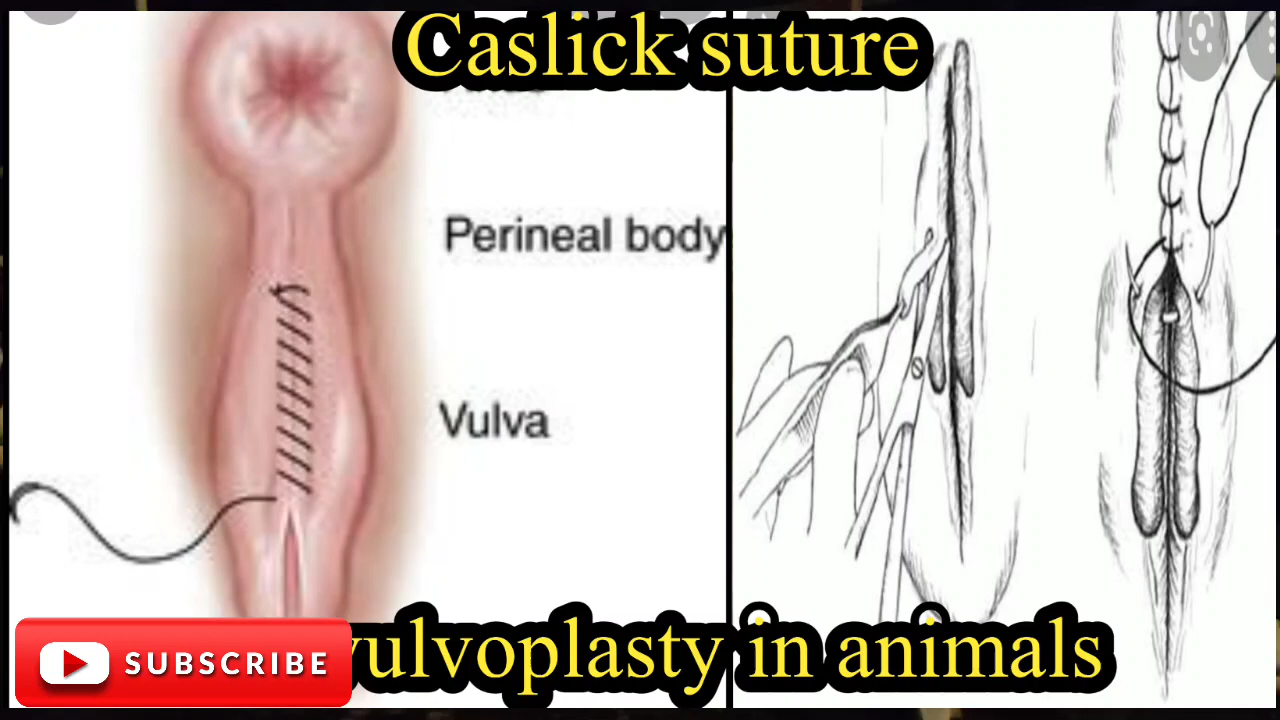 Caslick suture
Perineal body
Vulva
vulvoplasty in animals
SUBSCRIBE